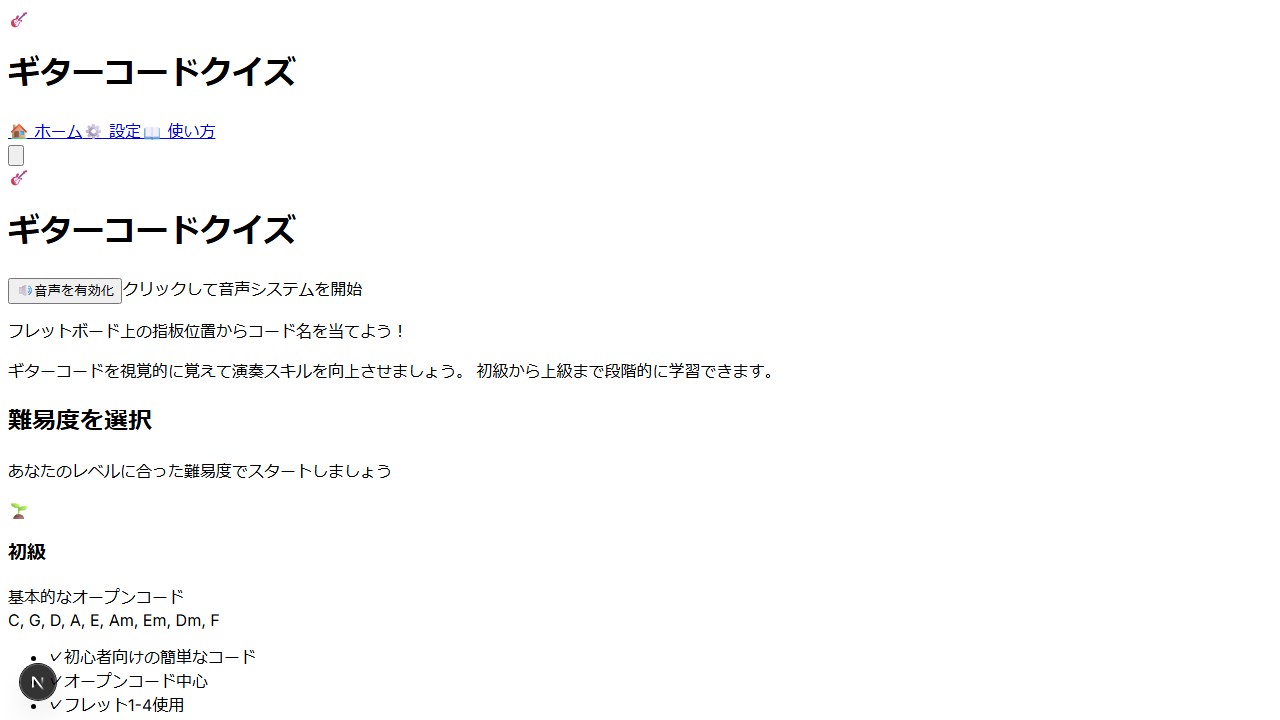 🎸
ギターコードクイズ
🏠 ホーム⚙️ 設定📖 使い方
🎸
ギターコードクイズ
🔊音声を有効化 クリックして音声システムを開始
フレットボード上の指板位置からコード名を当てよう！
ギターコードを視覚的に覚えて演奏スキルを向上させましょう。 初級から上級まで段階的に学習できます。
難易度を選択
あなたのレベルに合った難易度でスタートしましょう
🌱
初級
基本的なオープンコード
C, G, D, A, E, Am, Em, Dm, F
• ✓初心者向けの簡単なコード
• ✓オープンコード中心
• ✓フレット1-4使用
N